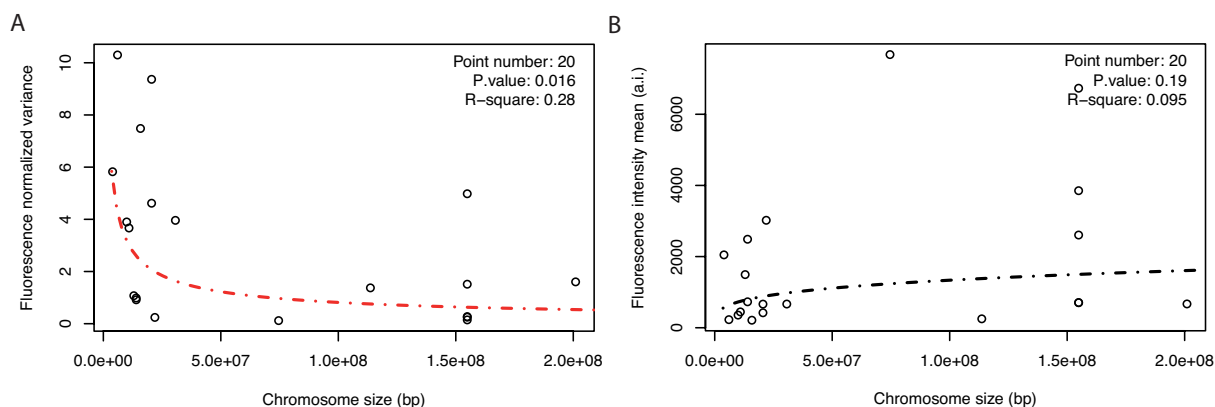 A
Fluorescence normalized variance
10
8
6
4
2
0
Point number: 20
P.value: 0.016
R-square: 0.28
0.0e+00 5.0e+07 1.0e+08 1.5e+08 2.0e+08
Chromosome size (bp)
B
Fluorescence intensity mean (a.i.)
6000
4000
2000
0
Point number: 20
P.value: 0.19
R-square: 0.095
0.0e+00 5.0e+07 1.0e+08 1.5e+08 2.0e+08
Chromosome size (bp)